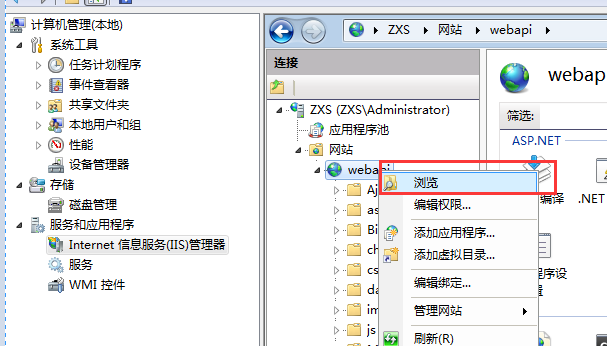 计算机管理(本地)
系统工具
任务计划程序
事件查看器
共享文件夹
本地用户和组
性能
设备管理器
存储
磁盘管理
服务和应用程序
Internet 信息服务(IIS)管理器
服务
WMI 控件
ZXS
网站
webapi
连接
ZXS (ZXS\Administrator)
应用程序池
网站
webapi
Aj
as
Bi
ch
cs
da
im
js
浏览
编辑权限...
添加应用程序...
添加虚拟目录...
编辑绑定...
管理网站
刷新(R)
webap
筛选:
ASP.NET
编译
.NET
程序设
置